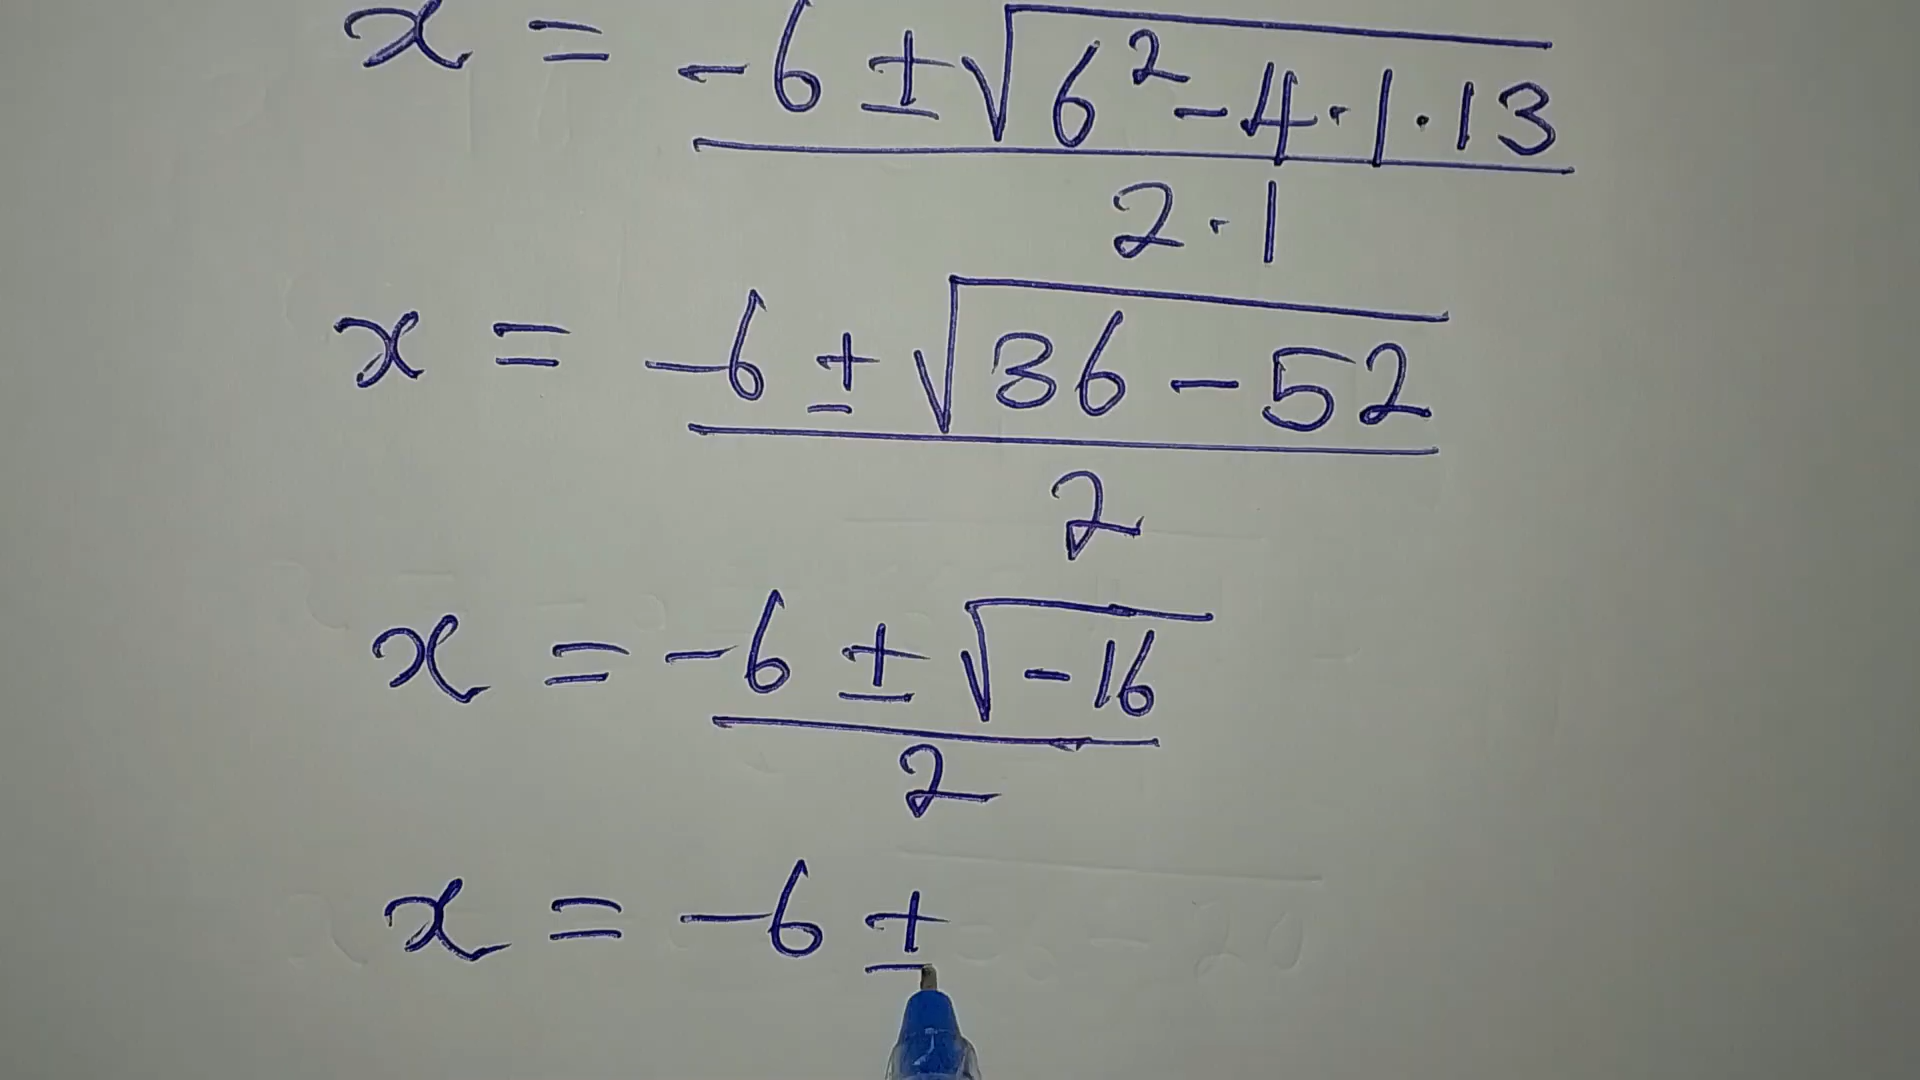 x = -6 ± √6² - 4 · 1 · 13
2 · 1
x = -6 ± √36 - 52
2
x = -6 ± √-16
2
x = -6 ±